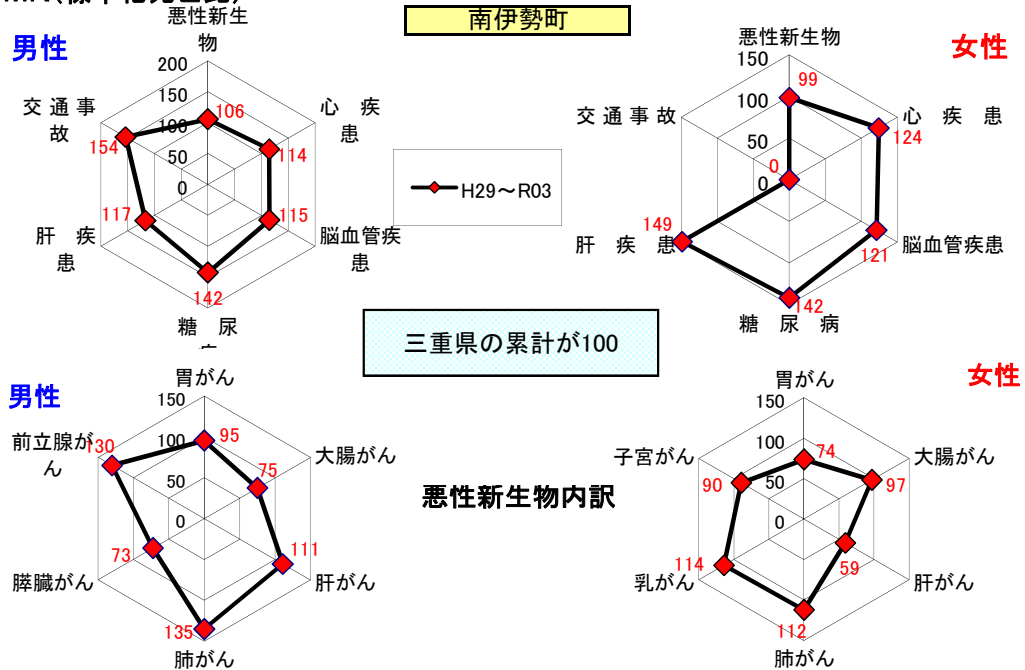 南伊勢町
男性
悪性新生
物
200
150
100
50
0
心 疾
患
脳血管疾
患
糖 尿
肝 疾
患
交 通 事
故
106
114
115
142
117
154
H29～R03
女性
悪性新生物
150
100
50
0
心 疾 患
脳血管疾患
糖 尿 病
肝 疾 患
交 通 事 故
99
124
121
142
149
0
三重県の累計が100
男性
胃がん
150
100
50
0
大腸がん
肝がん
肺がん
膵臓がん
前立腺が
ん
95
75
111
135
73
130
悪性新生物内訳
女性
胃がん
150
100
50
0
大腸がん
肝がん
肺がん
乳がん
子宮がん
74
97
59
112
114
90